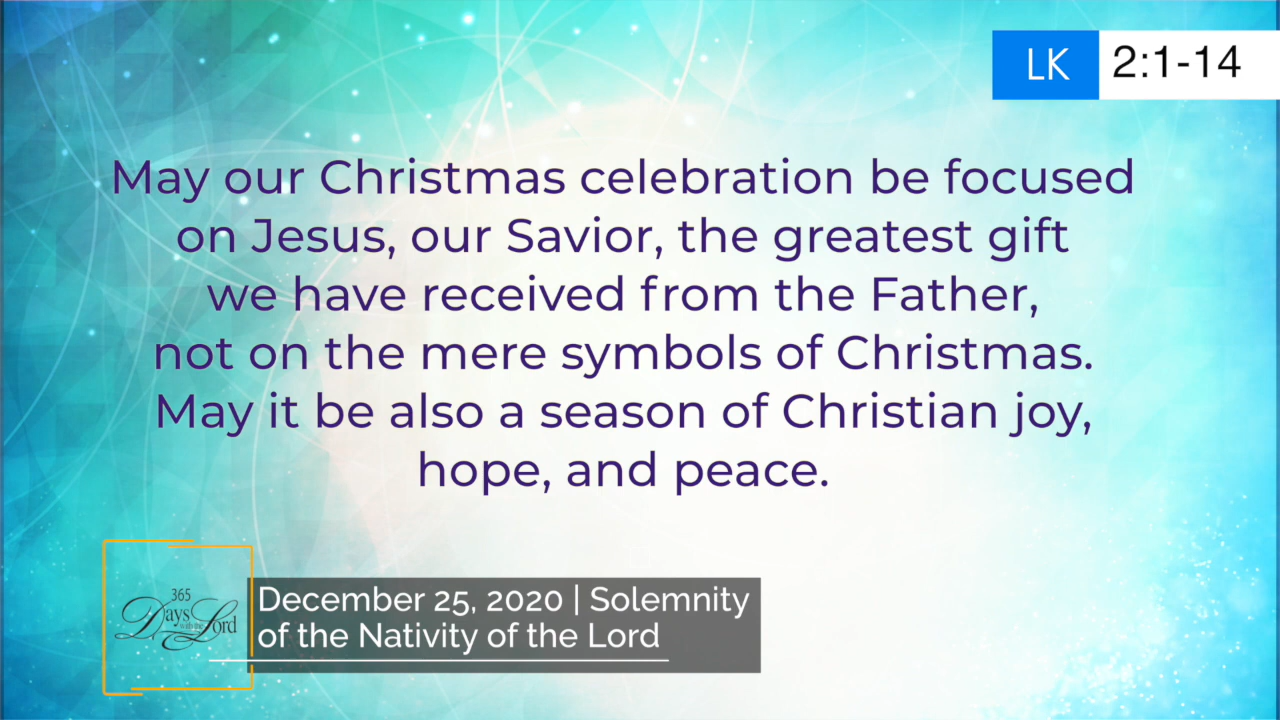 LK 2:1-14
May our Christmas celebration be focused
on Jesus, our Savior, the greatest gift
we have received from the Father,
not on the mere symbols of Christmas.
May it be also a season of Christian joy,
hope, and peace.
365
Days with the Lord
December 25, 2020 | Solemnity
of the Nativity of the Lord